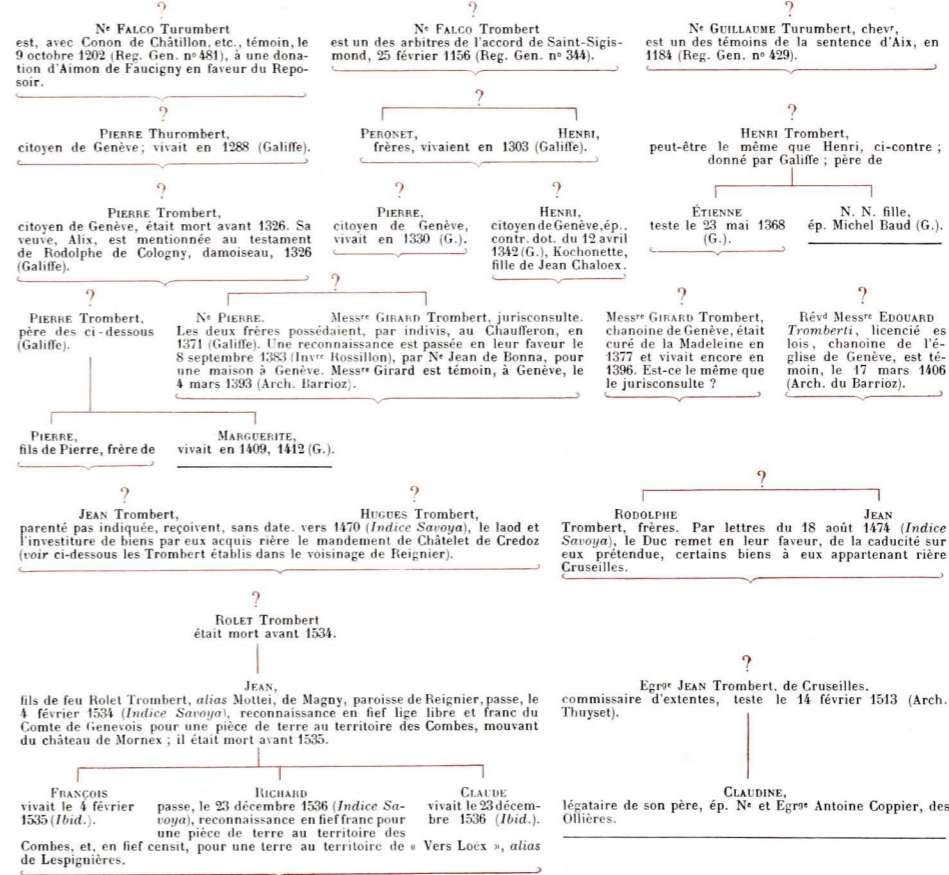 ?
Nᵉ FALCO Turumbert
est, avec Conon de Châtillon, etc., témoin, le
9 octobre 1202 (Reg. Gen. nº 481), à une dona-
tion d'Aimon de Faucigny en faveur du Repo-
soir.
?
Nᵉ FALCO Trombert
est un des arbitres de l'accord de Saint-Sigis-
mond, 25 février 1156 (Reg. Gen. nº 344).
?
Nᵉ GUILLAUME Turumbert, chevʳ,
est un des témoins de la sentence d'Aix, en
1184 (Reg. Gen. nº 429).
?
PIERRE Thurombert,
citoyen de Genève; vivait en 1288 (Galiffe).
?
PERONET, HENRI,
frères, vivaient en 1303 (Galiffe).
?
HENRI Trombert,
peut-être le même que Henri, ci-contre;
donné par Galiffe; père de
?
PIERRE Trombert,
citoyen de Genève, était mort avant 1326. Sa
veuve, Alix, est mentionnée au testament
de Rodolphe de Cologny, damoiseau, 1326
(Galiffe).
?
PIERRE,
citoyen de Genève,
vivait en 1330 (G.).
?
HENRI,
citoyen de Genève, ép.,
contr. dot. du 12 avril
1342 (G.), Kochonette,
fille de Jean Chaloex.
ÉTIENNE
teste le 23 mai 1368
(G.).
N. N. fille,
ép. Michel Baud (G.).
?
PIERRE Trombert,
père des ci-dessous
(Galiffe).
?
Nᵉ PIERRE. Messʳᵉ GIRARD Trombert, jurisconsulte.
Les deux frères possédaient, par indivis, au Chaufferon, en
1371 (Galiffe). Une reconnaissance est passée en leur faveur le
8 septembre 1383 (Invʳᵉ Rossillon), par Nᵉ Jean de Bonna, pour
une maison à Genève. Messʳᵉ Girard est témoin, à Genève, le
4 mars 1393 (Arch. Barrioz).
?
Messʳᵉ GIRARD Trombert,
chanoine de Genève, était
curé de la Madeleine en
1377 et vivait encore en
1396. Est-ce le même que
le jurisconsulte ?
?
Révᵈ Messʳᵉ EDOUARD
Tromberti, licencié es
lois, chanoine de l'é-
glise de Genève, est té-
moin, le 17 mars 1406
(Arch. du Barrioz).
PIERRE,
fils de Pierre, frère de
MARGUERITE,
vivait en 1409, 1412 (G.).
?
?
JEAN Trombert, HUGUES Trombert,
parenté pas indiquée, reçoivent, sans date. vers 1470 (Indice Savoya), le laod et
l'investiture de biens par eux acquis rière le mandement de Châtelet de Credoz
(voir ci-dessous les Trombert établis dans le voisinage de Reignier).
?
RODOLPHE JEAN
Trombert, frères. Par lettres du 18 août 1474 (Indice
Savoya), le Duc remet en leur faveur, de la caducité sur
eux prétendue, certains biens à eux appartenant rière
Cruseilles.
?
ROLET Trombert
était mort avant 1534.
JEAN,
fils de feu Rolet Trombert, alias Mottei, de Magny, paroisse de Reignier, passe, le
4 février 1534 (Indice Savoya), reconnaissance en fief lige libre et franc du
Comte de Genevois pour une pièce de terre au territoire des Combes, mouvant
du château de Mornex; il était mort avant 1535.
?
Egrᵍᵉ JEAN Trombert. de Cruseilles,
commissaire d'extentes, teste le 14 février 1513 (Arch.
Thuyset).
FRANÇOIS
vivait le 4 février
1535 (Ibid.).
RICHARD
passe, le 23 décembre 1536 (Indice Sa-
voya), reconnaissance en fief franc pour
une pièce de terre au territoire des
Combes, et, en fief censit, pour une terre au territoire de « Vers Loëx », alias
de Lespignières.
CLAUDE
vivait le 23 décem-
bre 1536 (Ibid.).
CLAUDINE,
légataire de son père, ép. Nᵉ et Egrᵍᵉ Antoine Coppier, des
Ollières.